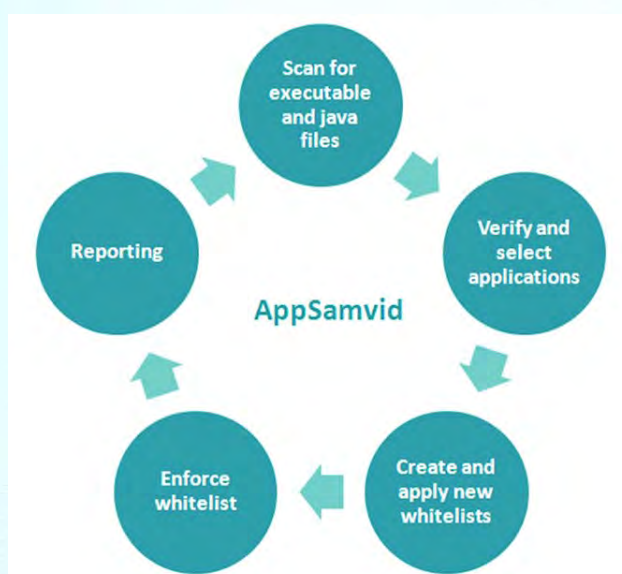 Scan for
executable
and java
files
Verify and
select
applications
Create and
apply new
whitelists
Enforce
whitelist
Reporting
AppSamvid